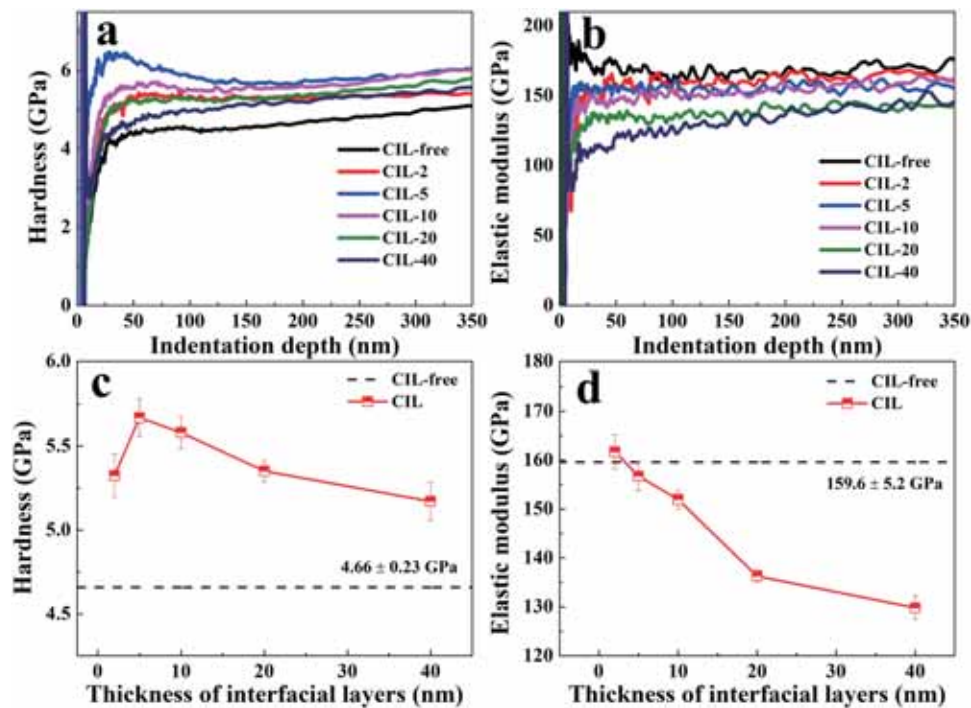 a
Hardness (GPa)
6
4
2
0
CIL-free
CIL-2
CIL-5
CIL-10
CIL-20
CIL-40
0 50 100 150 200 250 300 350
Indentation depth (nm)
b
Elastic modulus (GPa)
200
150
100
50
0
CIL-free
CIL-2
CIL-5
CIL-10
CIL-20
CIL-40
0 50 100 150 200 250 300 350
Indentation depth (nm)
c
Hardness (GPa)
6.0
5.5
5.0
4.5
CIL-free
CIL
4.66 ± 0.23 GPa
0 10 20 30 40
Thickness of interfacial layers (nm)
d
Elastic modulus (GPa)
180
170
160
150
140
130
120
CIL-free
CIL
159.6 ± 5.2 GPa
0 10 20 30 40
Thickness of interfacial layers (nm)